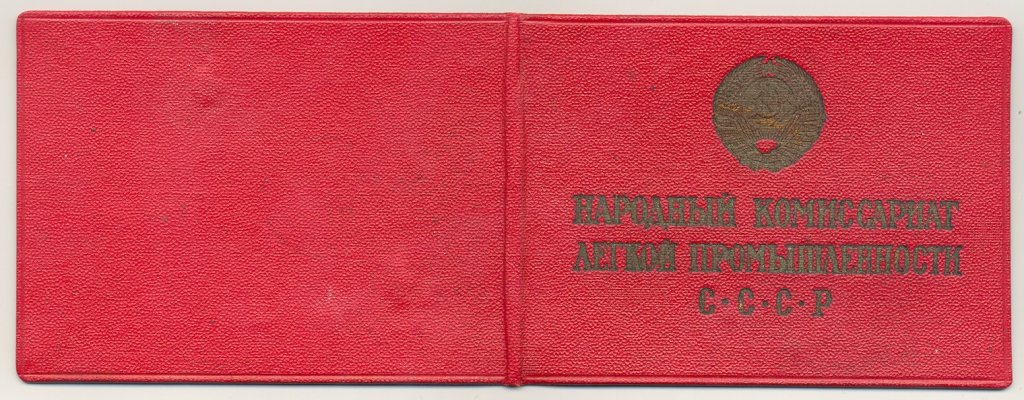 НАРОДНЫЙ КОМИССАРИАТ
ЛЕГКОЙ ПРОМЫШЛЕННОСТИ
С·С·С·Р